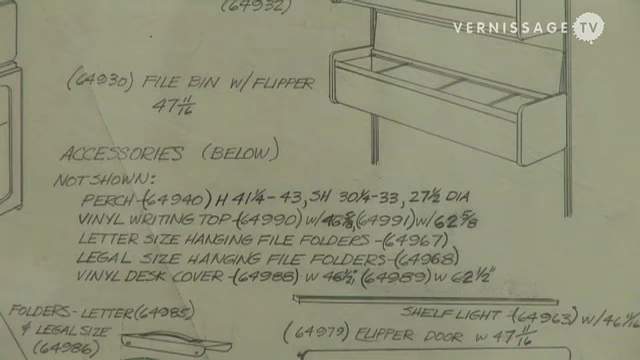 (64932)
VERNISSAGE TV
(64930) FILE BIN W/FLIPPER
47 11/16
ACCESSORIES (BELOW)
NOT SHOWN:
PERCH-(64940) H 41¼-43, SH 30¼-33, 27½ DIA
VINYL WRITING TOP-(64990) W/46⅝,(64991) W/62⅝
LETTER SIZE HANGING FILE FOLDERS-(64967)
LEGAL SIZE HANGING FILE FOLDERS-(64968)
VINYL DESK COVER-(64988) W 46½", (64989) W 62½"
FOLDERS-LETTER(64985)
& LEGAL SIZE
(64986)
SHELF LIGHT-(64963) W/46
(64979) FLIPPER DOOR W 47 11/16